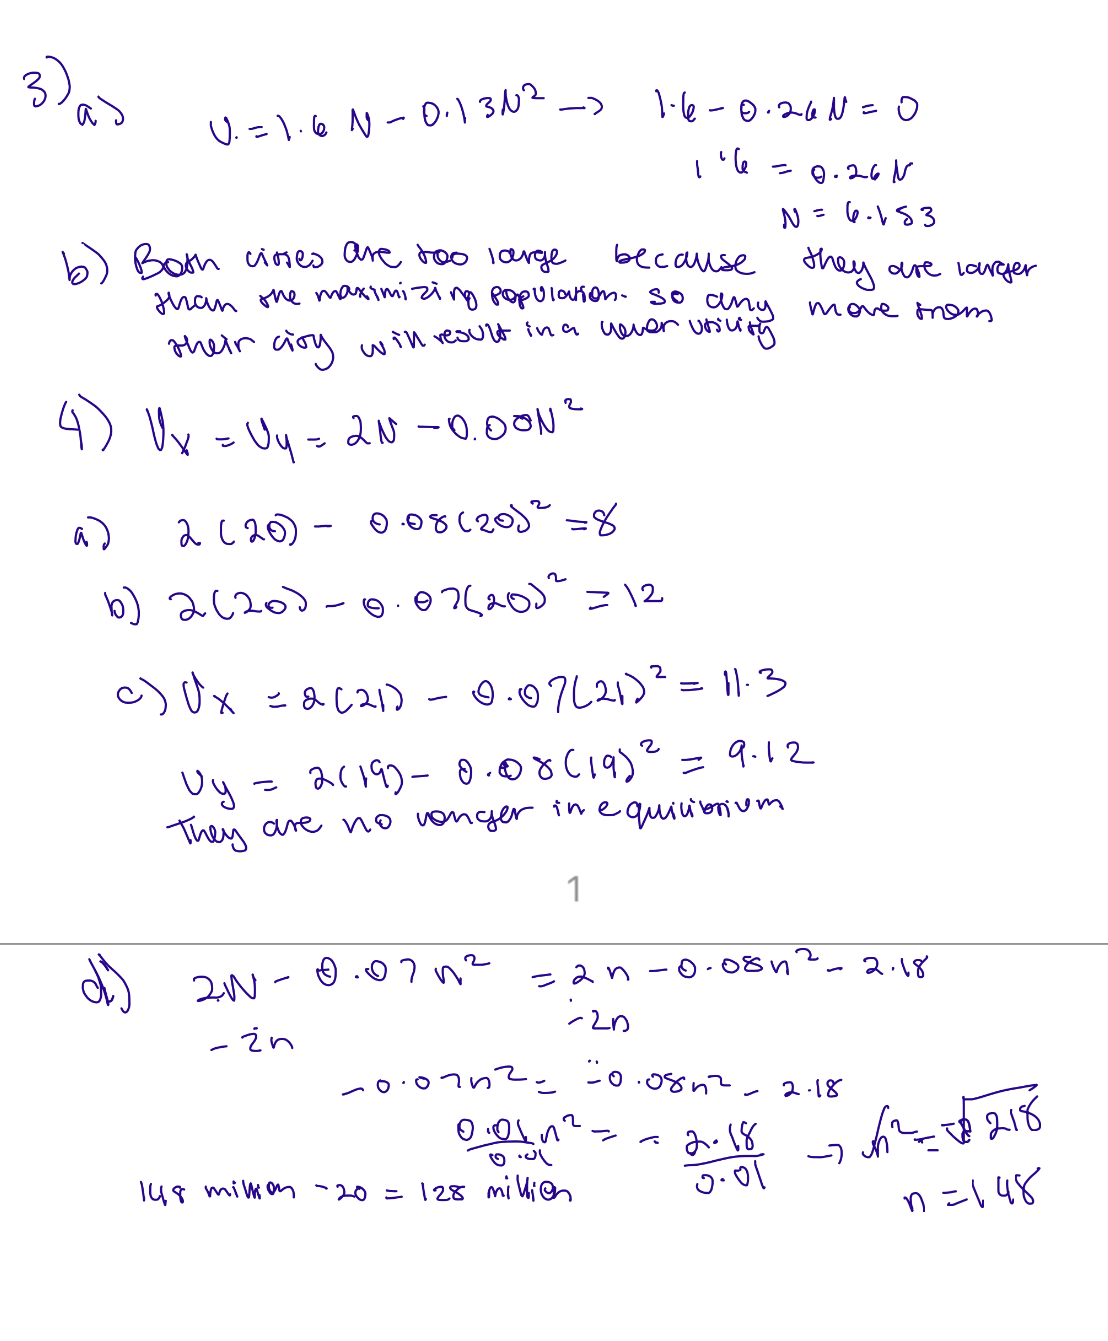 3) a) U = 1.6 N - 0.13N² → 1.6 - 0.26N = 0
1.6 = 0.26N
N = 6.153
b) Both cities are too large because they are larger
than the maximizing population. so any move from
their city will result in a lower utility
4) Vx = Vy = 2N - 0.08N²
a) 2(20) - 0.08(20)² = 8
b) 2(20) - 0.07(20)² = 12
c) Ux = 2(21) - 0.07(21)² = 11.3
Uy = 2(19) - 0.08(19)² = 9.12
They are no longer in equilibrium
1
d) 2N - 0.07n² = 2n - 0.08n² - 2.18
-2n -2n
-0.07n² = -0.08n² - 2.18
0.01n² = - 2.18 → n² = √218
0.01 0.01
n = 148
148 million - 20 = 128 million